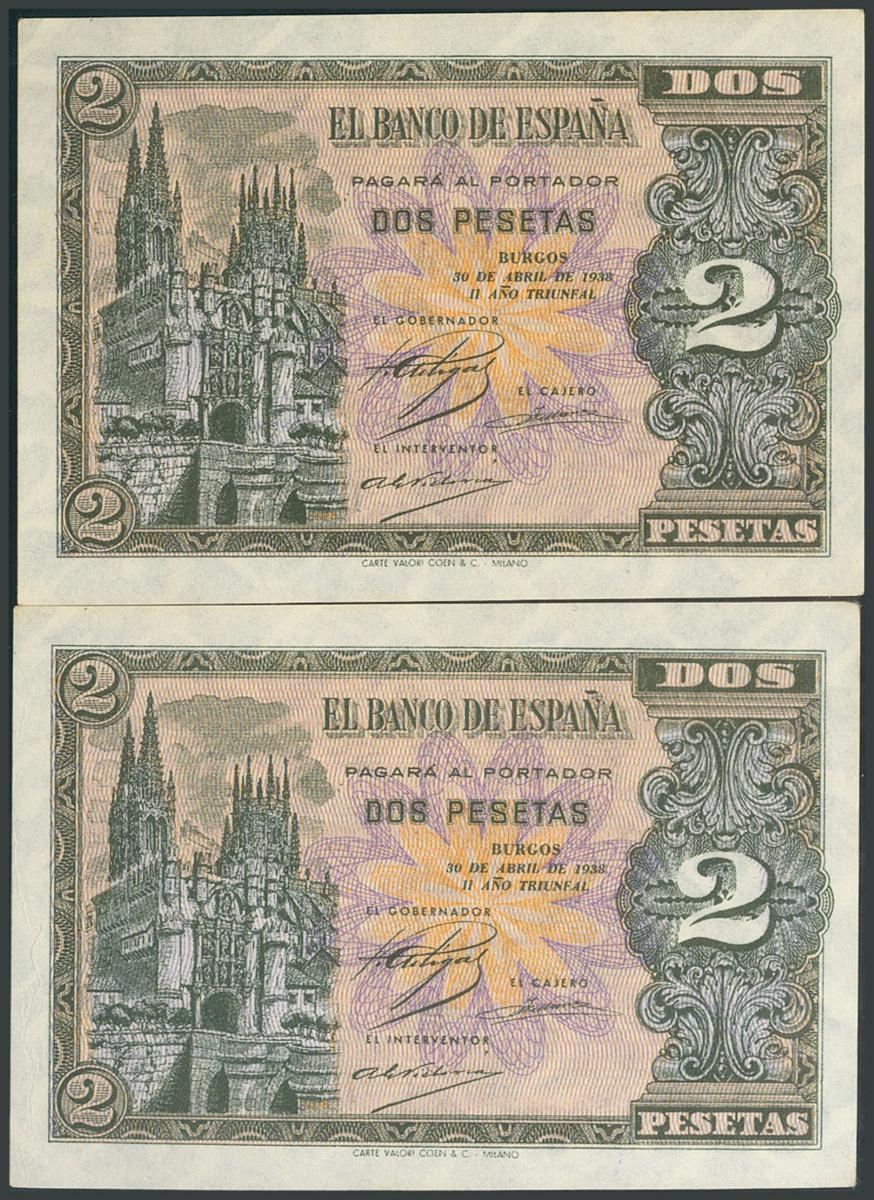 2
DOS
EL BANCO DE ESPAÑA
PAGARÁ AL PORTADOR
DOS PESETAS
BURGOS
30 DE ABRIL DE 1938
II AÑO TRIUNFAL
EL GOBERNADOR
2
EL CAJERO
EL INTERVENTOR,
2
PESETAS
CARTE VALORI COEN & C. - MILANO
2
DOS
EL BANCO DE ESPAÑA
PAGARÁ AL PORTADOR
DOS PESETAS
BURGOS
30 DE ABRIL DE 1938
II AÑO TRIUNFAL
EL GOBERNADOR
2
EL CAJERO
EL INTERVENTOR,
2
PESETAS
CARTE VALORI COEN & C. - MILANO